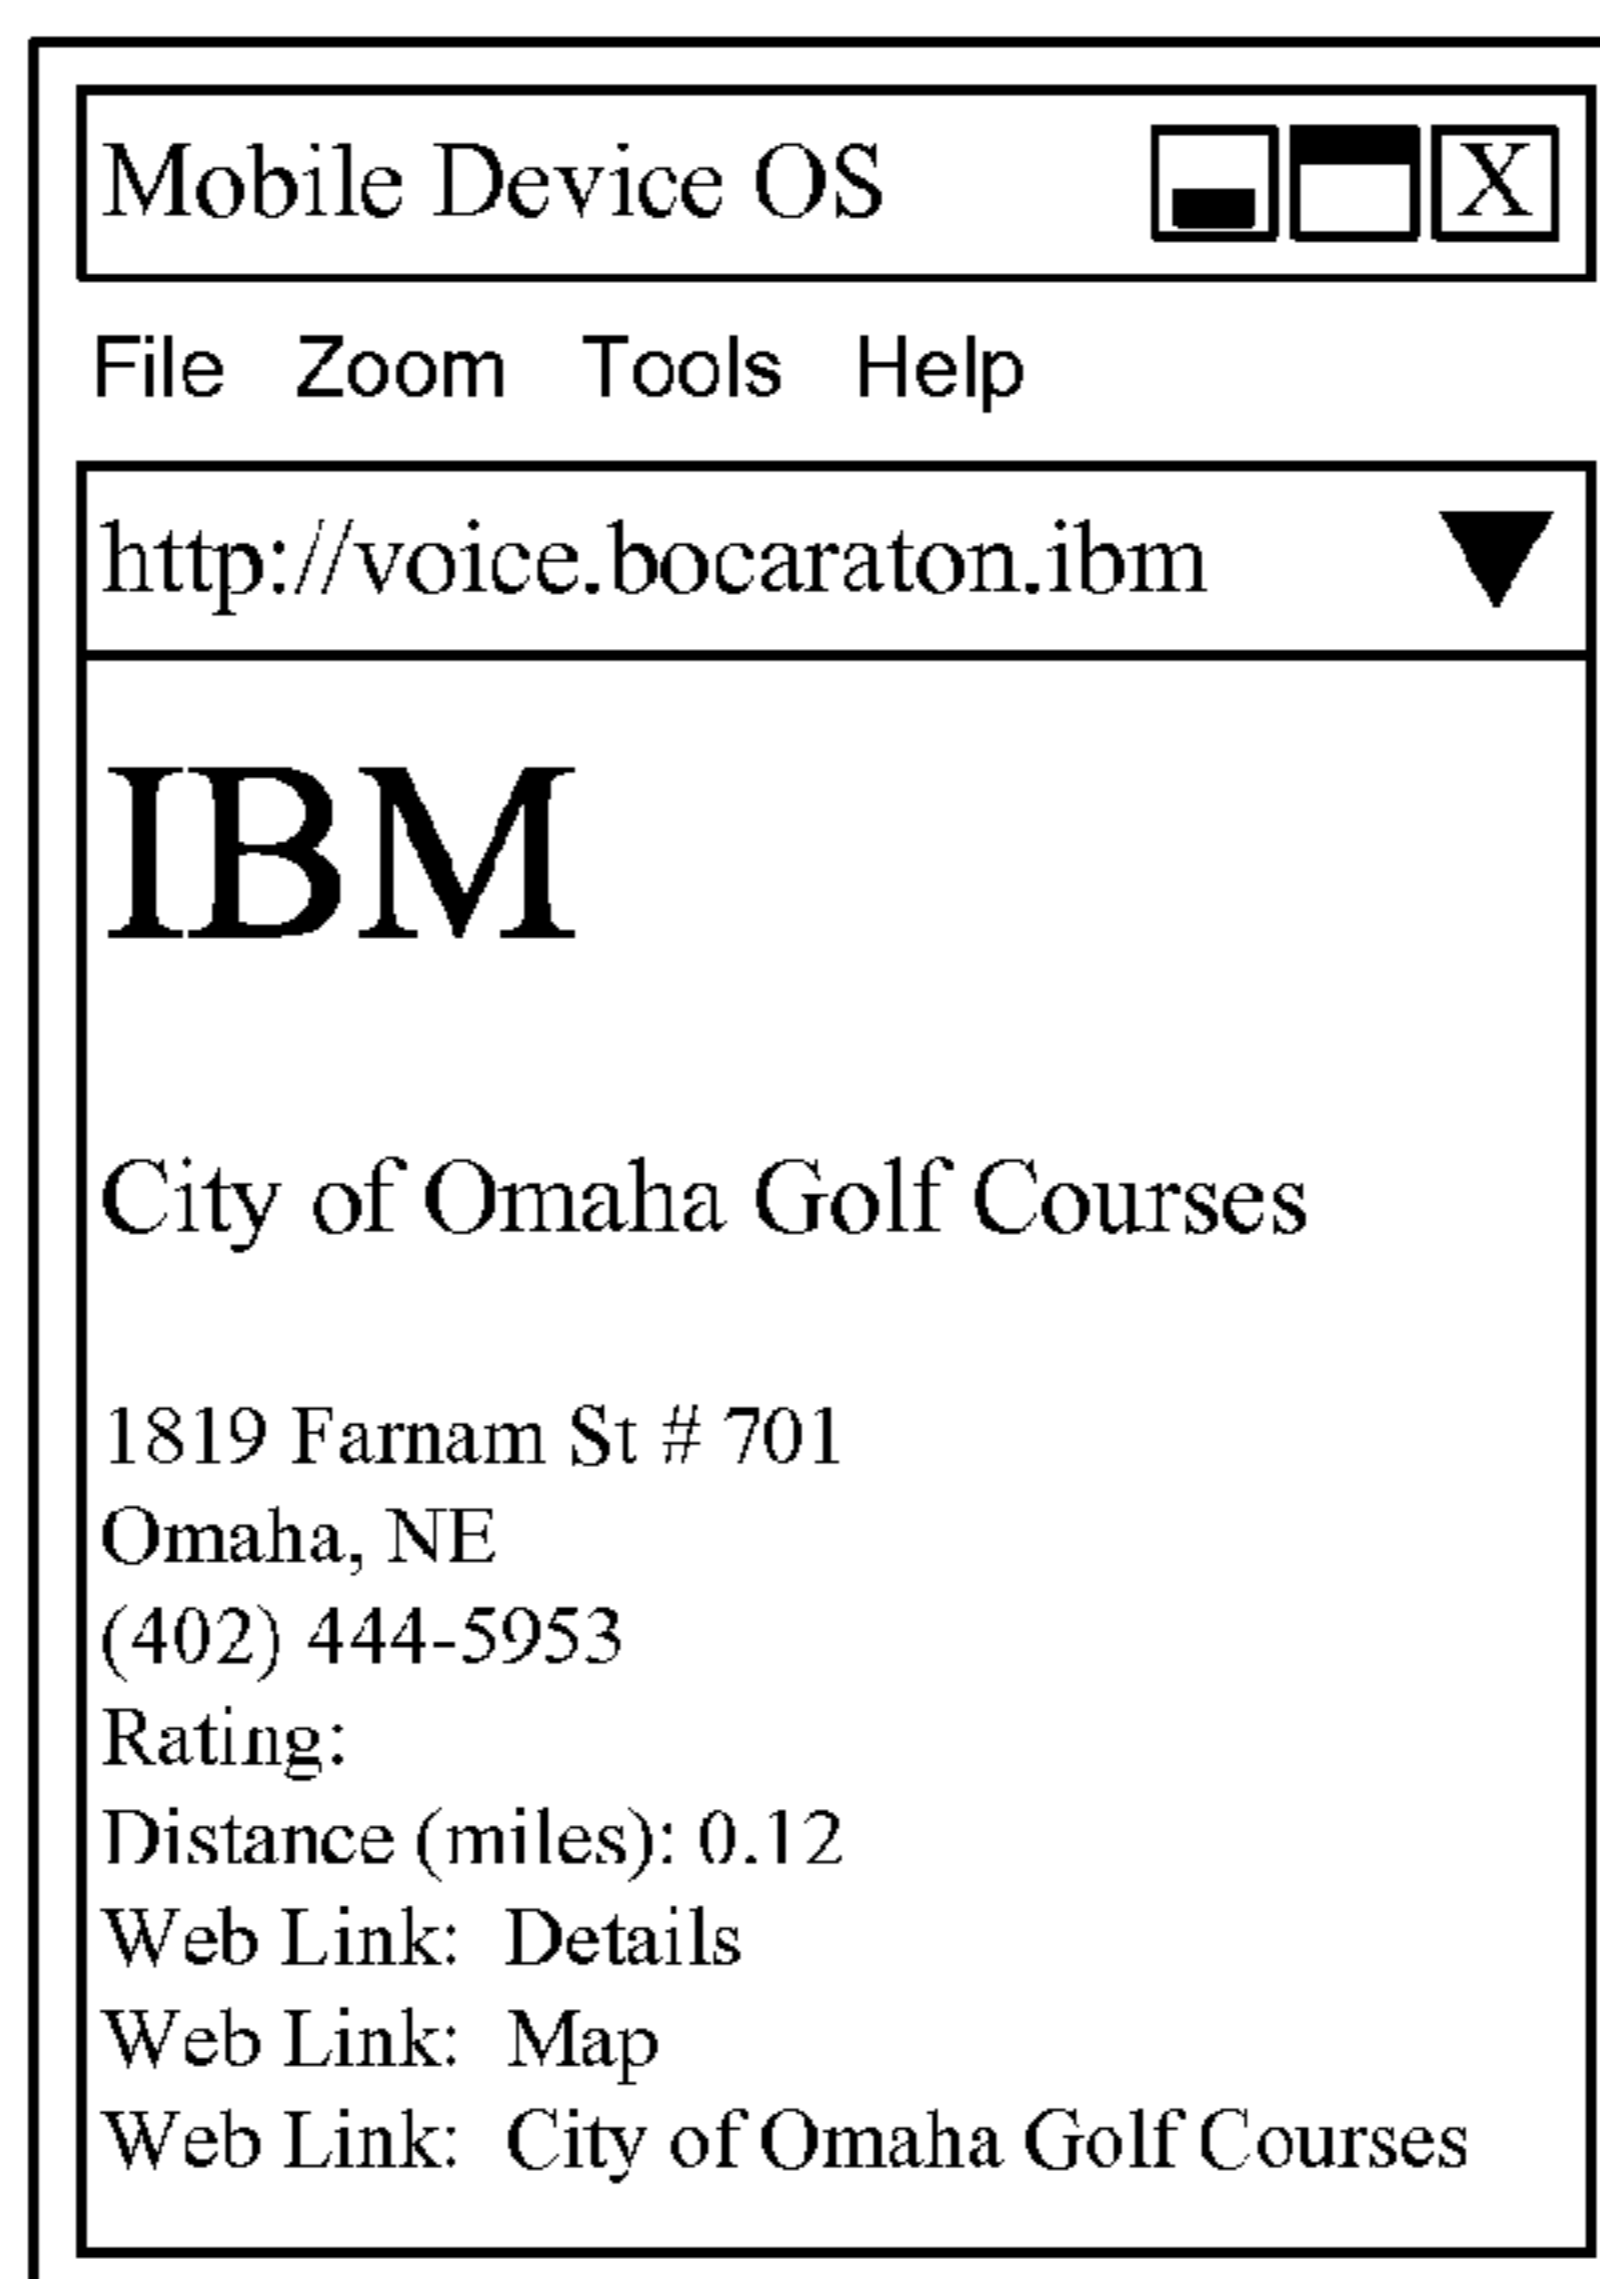 Mobile Device OS X
File Zoom Tools Help
http://voice.bocaraton.ibm
IBM
City of Omaha Golf Courses
1819 Farnam St # 701
Omaha, NE
(402) 444-5953
Rating:
Distance (miles): 0.12
Web Link: Details
Web Link: Map
Web Link: City of Omaha Golf Courses